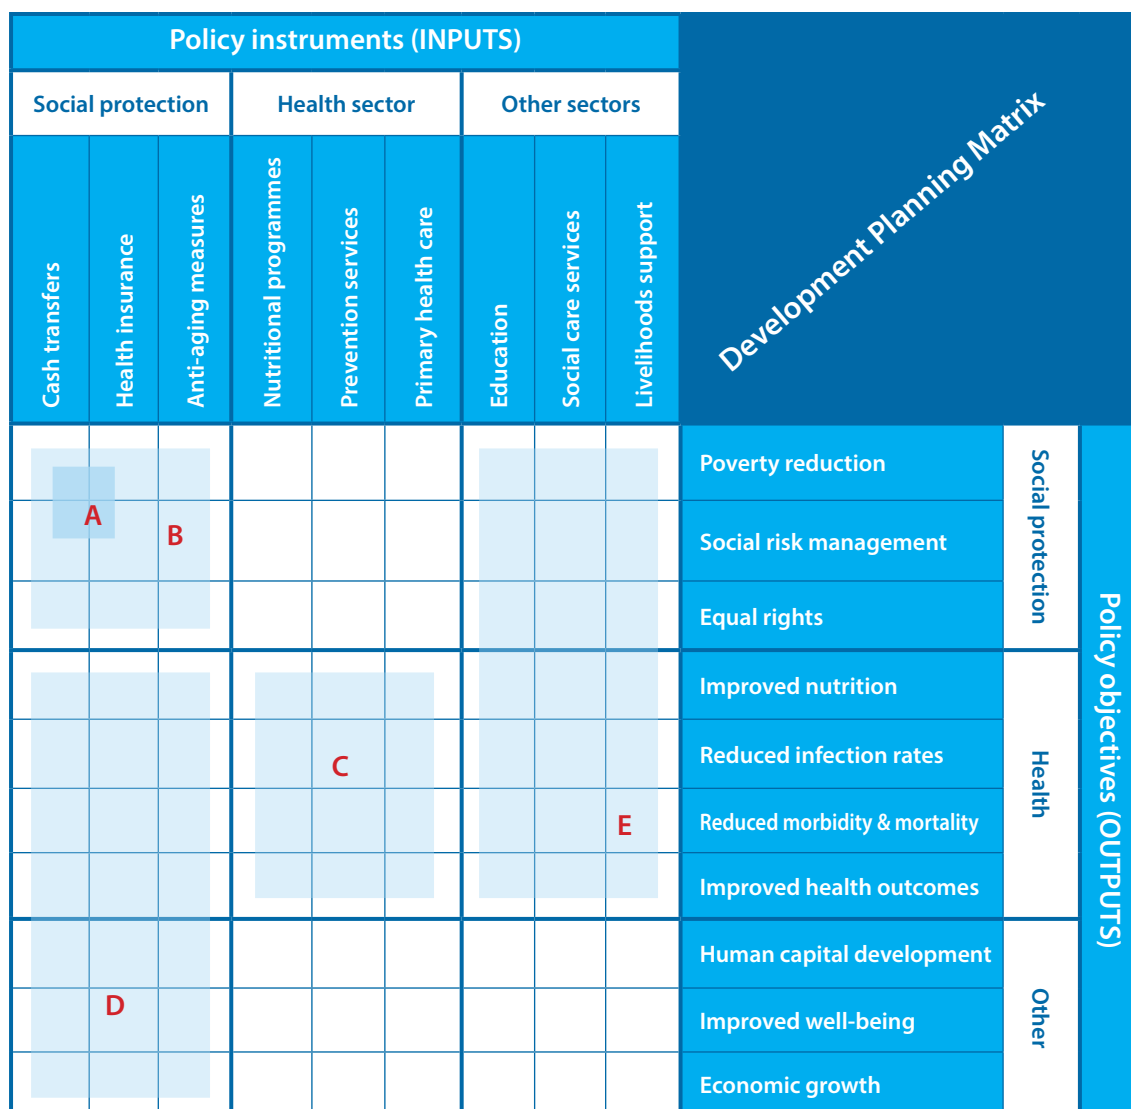 Policy instruments (INPUTS)
Social protection
Health sector
Other sectors
Cash transfers
Health insurance
Anti-aging measures
Nutritional programmes
Prevention services
Primary health care
Education
Social care services
Livelihoods support
Development Planning Matrix
A
B
C
D
E
Poverty reduction
Social risk management
Equal rights
Improved nutrition
Reduced infection rates
Reduced morbidity & mortality
Improved health outcomes
Human capital development
Improved well-being
Economic growth
Social protection
Health
Other
Policy objectives (OUTPUTS)